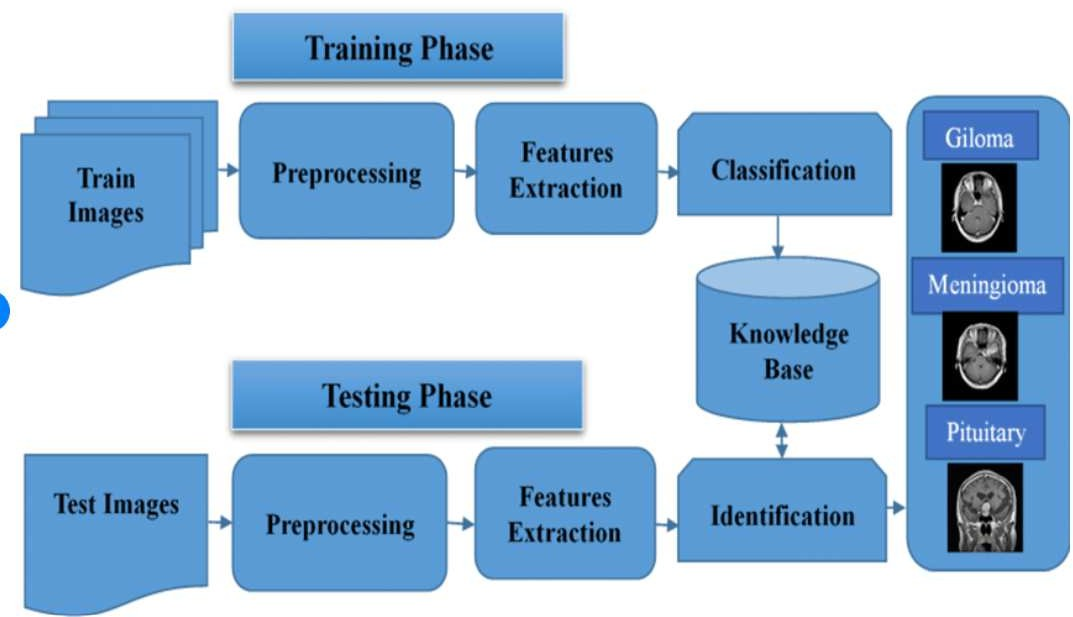 Training Phase
Train
Images
Preprocessing
Features
Extraction
Classification
Knowledge
Base
Testing Phase
Test Images
Preprocessing
Features
Extraction
Identification
Giloma
Meningioma
Pituitary